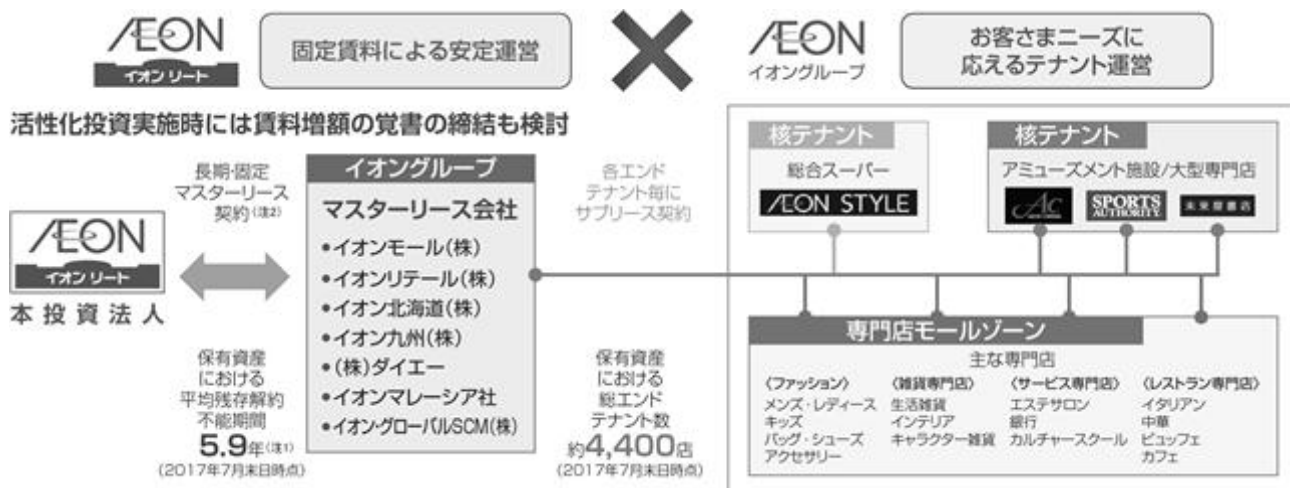 ÆON
イオン リート
固定賃料による安定運営
ÆON
イオングループ
お客さまニーズに
応えるテナント運営
活性化投資実施時には賃料増額の覚書の締結も検討
ÆON
イオン リート
本投資法人
長期・固定
マスターリース
契約(注2)
保有資産
における
平均残存解約
不能期間
5.9年(注1)
(2017年7月末日時点)
イオングループ
マスターリース会社
•イオンモール(株)
•イオンリテール(株)
•イオン北海道(株)
•イオン九州(株)
•(株)ダイエー
•イオンマレーシア社
•イオン・グローバルSCM(株)
各エンド
テナント毎に
サブリース契約
保有資産
における
総エンド
テナント数
約4,400店
(2017年7月末日時点)
核テナント
総合スーパー
ÆON STYLE
核テナント
アミューズメント施設/大型専門店
SPORTS
AUTHORITY
未来屋書店
専門店モールゾーン
主な専門店
〈ファッション〉
メンズ・レディース
キッズ
バッグ・シューズ
アクセサリー
〈雑貨専門店〉
生活雑貨
インテリア
キャラクター雑貨
〈サービス専門店〉
エステサロン
銀行
カルチャースクール
〈レストラン専門店〉
イタリアン
中華
ビュッフェ
カフェ